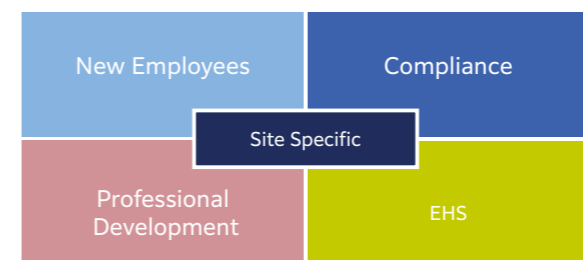 New Employees
Compliance
Site Specific
Professional
Development
EHS